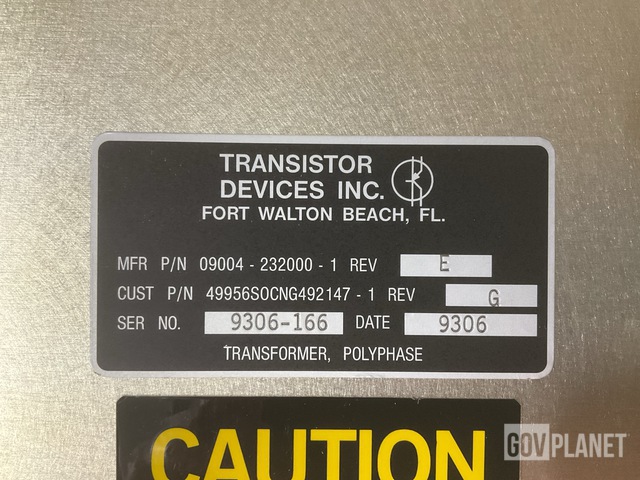 TRANSISTOR
DEVICES INC.
FORT WALTON BEACH, FL.
MFR P/N 09004 - 232000 - 1 REV E
CUST P/N 49956SOCNG492147 - 1 REV G
SER NO. 9306-166 DATE 9306
TRANSFORMER, POLYPHASE
CAUTION
GOVPLANET